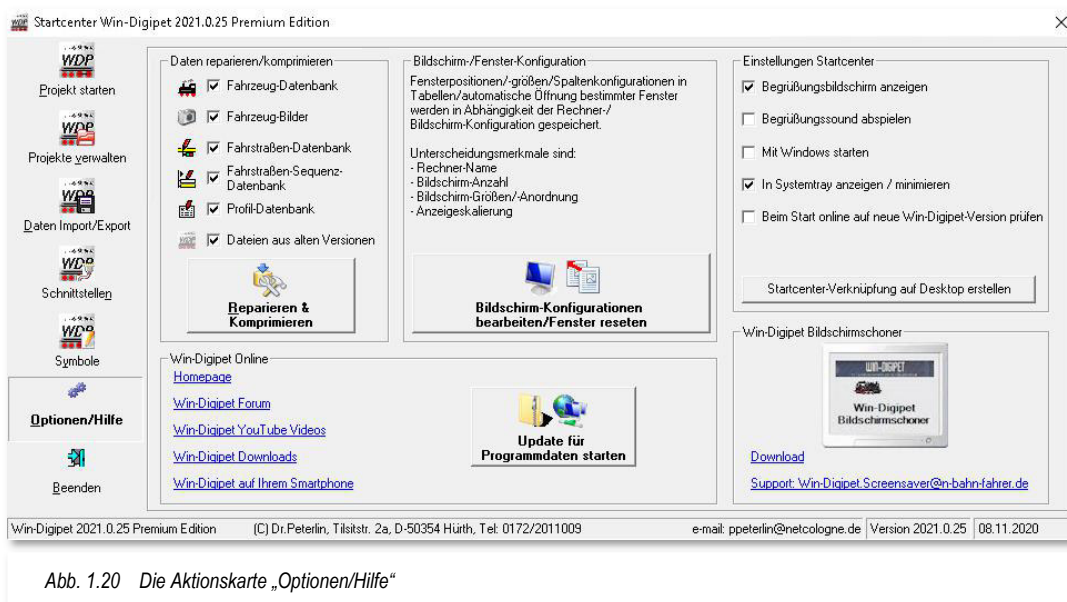 Startcenter Win-Digipet 2021.0.25 Premium Edition
WDP
Projekt starten
WDP
Projekte verwalten
WDP
Daten Import/Export
WDP
Schnittstellen
WDP
Symbole
Optionen/Hilfe
Beenden
Daten reparieren/komprimieren
Fahrzeug-Datenbank
Fahrzeug-Bilder
Fahrstraßen-Datenbank
Fahrstraßen-Sequenz-
Datenbank
Profil-Datenbank
Dateien aus alten Versionen
Reparieren &
Komprimieren
Bildschirm-/Fenster-Konfiguration
Fensterpositionen/-größen/Spaltenkonfigurationen in
Tabellen/automatische Öffnung bestimmter Fenster
werden in Abhängigkeit der Rechner-/
Bildschirm-Konfiguration gespeichert.
Unterscheidungsmerkmale sind:
- Rechner-Name
- Bildschirm-Anzahl
- Bildschirm-Größen/-Anordnung
- Anzeigeskalierung
Bildschirm-Konfigurationen
bearbeiten/Fenster reseten
Einstellungen Startcenter
Begrüßungsbildschirm anzeigen
Begrüßungssound abspielen
Mit Windows starten
In Systemtray anzeigen / minimieren
Beim Start online auf neue Win-Digipet-Version prüfen
Startcenter-Verknüpfung auf Desktop erstellen
Win-Digipet Online
Homepage
Win-Digipet Forum
Win-Digipet YouTube Videos
Win-Digipet Downloads
Win-Digipet auf Ihrem Smartphone
Update für
Programmdaten starten
Win-Digipet Bildschirmschoner
WIN-DIGIPET
Win-Digipet
Bildschirmschoner
Download
Support: Win-Digipet.Screensaver@n-bahn-fahrer.de
Win-Digipet 2021.0.25 Premium Edition (C) Dr.Peterlin, Tilsitstr. 2a, D-50354 Hürth, Tel: 0172/2011009 e-mail: ppeterlin@netcologne.de Version 2021.0.25 08.11.2020
Abb. 1.20 Die Aktionskarte „Optionen/Hilfe“